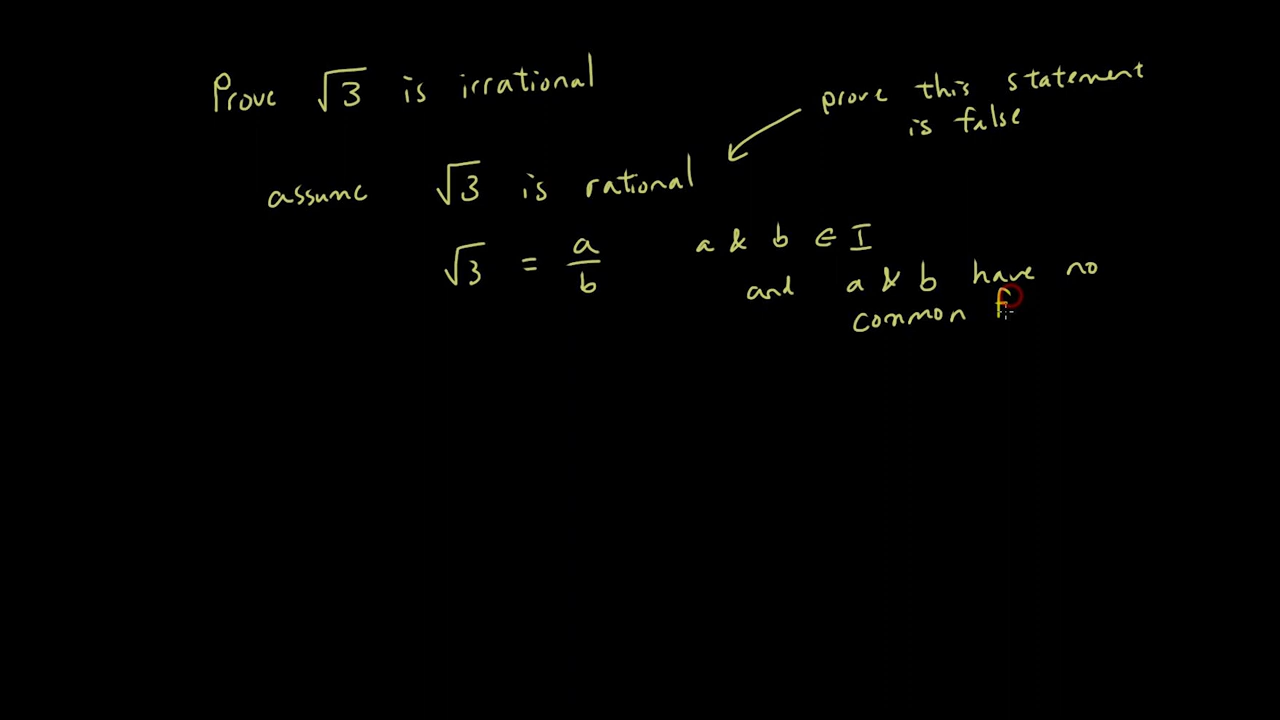 Prove √3 is irrational
prove this statement
is false
assume √3 is rational
√3 = a/b
a & b ∈ I
and a & b have no
common f